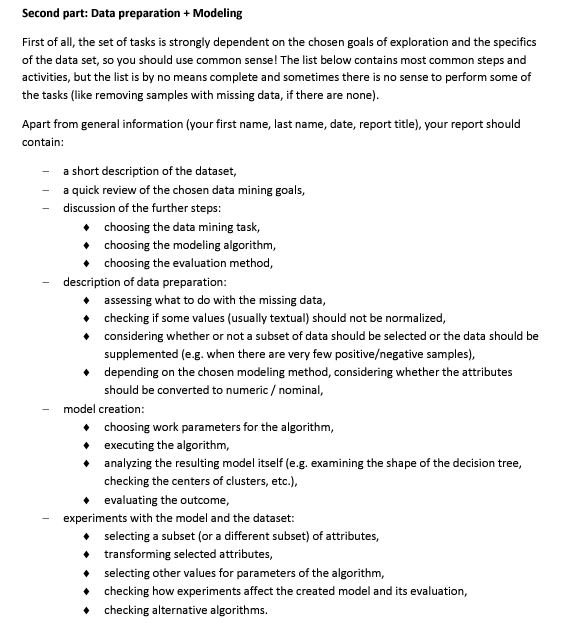 Second part: Data preparation + Modeling
First of all, the set of tasks is strongly dependent on the chosen goals of exploration and the specifics
of the data set, so you should use common sense! The list below contains most common steps and
activities, but the list is by no means complete and sometimes there is no sense to perform some of
the tasks (like removing samples with missing data, if there are none).
Apart from general information (your first name, last name, date, report title), your report should
contain:
– a short description of the dataset,
– a quick review of the chosen data mining goals,
– discussion of the further steps:
♦ choosing the data mining task,
♦ choosing the modeling algorithm,
♦ choosing the evaluation method,
– description of data preparation:
♦ assessing what to do with the missing data,
♦ checking if some values (usually textual) should not be normalized,
♦ considering whether or not a subset of data should be selected or the data should be
supplemented (e.g. when there are very few positive/negative samples),
♦ depending on the chosen modeling method, considering whether the attributes
should be converted to numeric / nominal,
– model creation:
♦ choosing work parameters for the algorithm,
♦ executing the algorithm,
♦ analyzing the resulting model itself (e.g. examining the shape of the decision tree,
checking the centers of clusters, etc.),
♦ evaluating the outcome,
– experiments with the model and the dataset:
♦ selecting a subset (or a different subset) of attributes,
♦ transforming selected attributes,
♦ selecting other values for parameters of the algorithm,
♦ checking how experiments affect the created model and its evaluation,
♦ checking alternative algorithms.